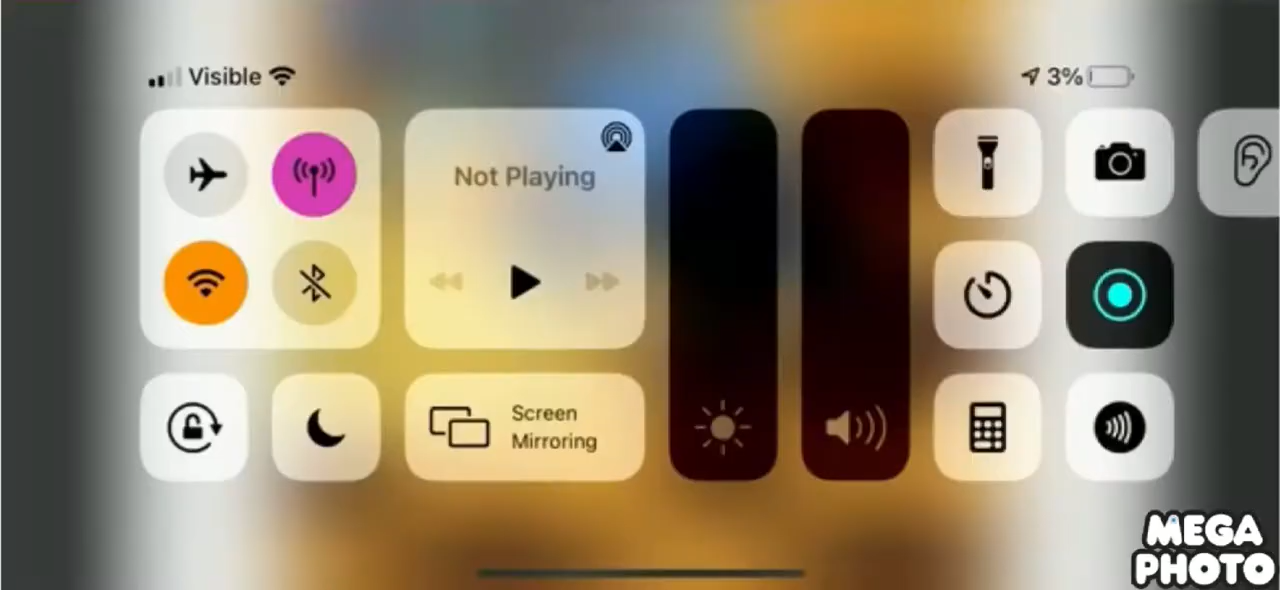 Visible
3%
Not Playing
Screen
Mirroring
MEGA
PHOTO